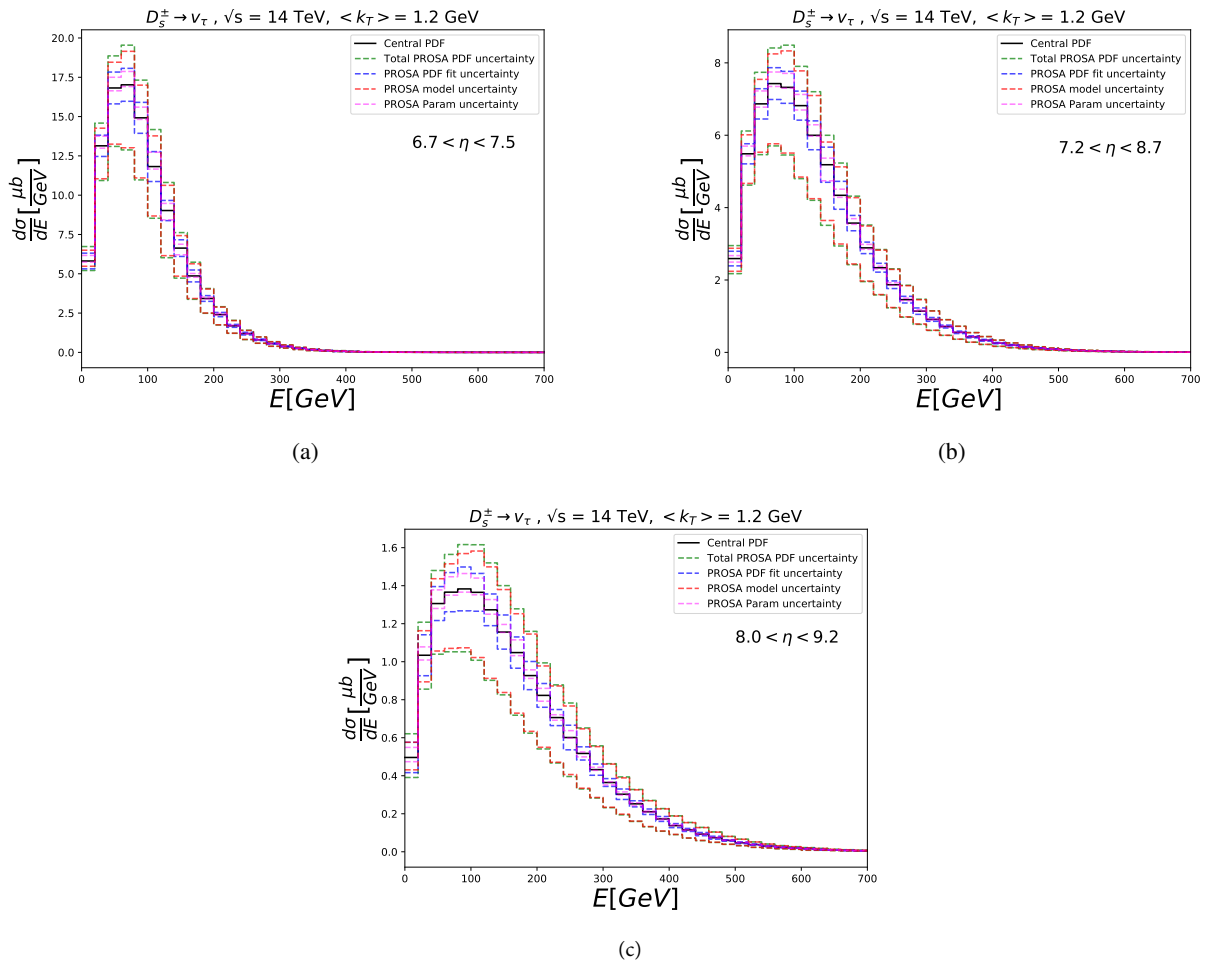 D_s^± → ν_τ , √s = 14 TeV, < k_T > = 1.2 GeV
20.0
17.5
15.0
12.5
10.0
7.5
5.0
2.5
0.0
dσ/dE [μb/GeV]
Central PDF
Total PROSA PDF uncertainty
PROSA PDF fit uncertainty
PROSA model uncertainty
PROSA Param uncertainty
6.7 < η < 7.5
0 100 200 300 400 500 600 700
E[GeV]
(a)
D_s^± → ν_τ , √s = 14 TeV, < k_T > = 1.2 GeV
8
6
4
2
0
dσ/dE [μb/GeV]
Central PDF
Total PROSA PDF uncertainty
PROSA PDF fit uncertainty
PROSA model uncertainty
PROSA Param uncertainty
7.2 < η < 8.7
0 100 200 300 400 500 600 700
E[GeV]
(b)
D_s^± → ν_τ , √s = 14 TeV, < k_T > = 1.2 GeV
1.6
1.4
1.2
1.0
0.8
0.6
0.4
0.2
0.0
dσ/dE [μb/GeV]
Central PDF
Total PROSA PDF uncertainty
PROSA PDF fit uncertainty
PROSA model uncertainty
PROSA Param uncertainty
8.0 < η < 9.2
0 100 200 300 400 500 600 700
E[GeV]
(c)